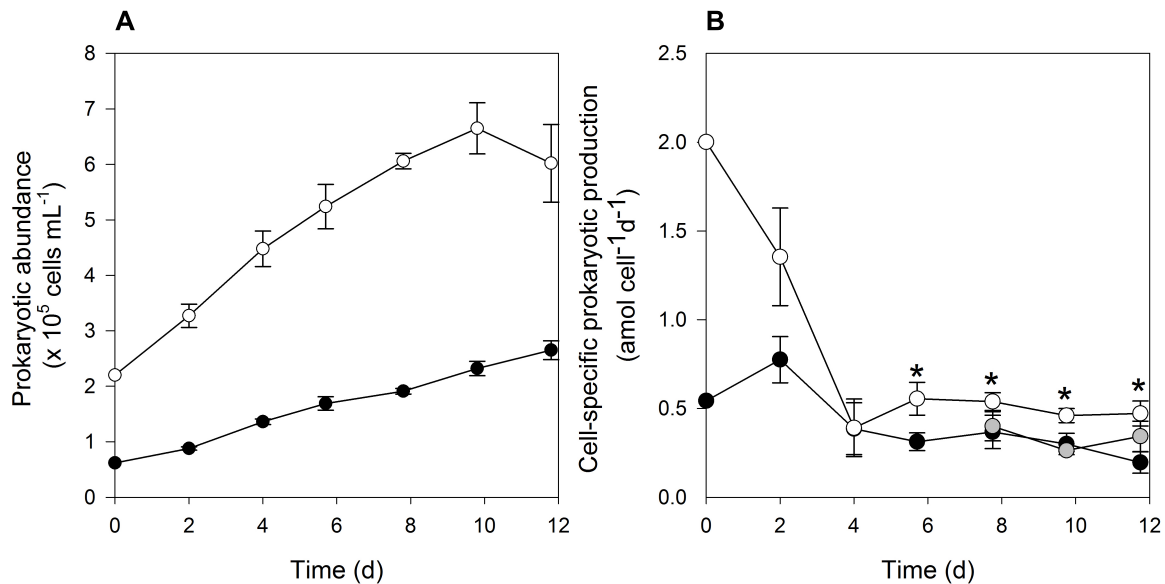 A
Prokaryotic abundance
(x 10⁵ cells mL⁻¹)
8
7
6
5
4
3
2
1
0
0 2 4 6 8 10 12
Time (d)
B
Cell-specific prokaryotic production
(amol cell⁻¹d⁻¹)
2.5
2.0
1.5
1.0
0.5
0.0
* * * *
0 2 4 6 8 10 12
Time (d)